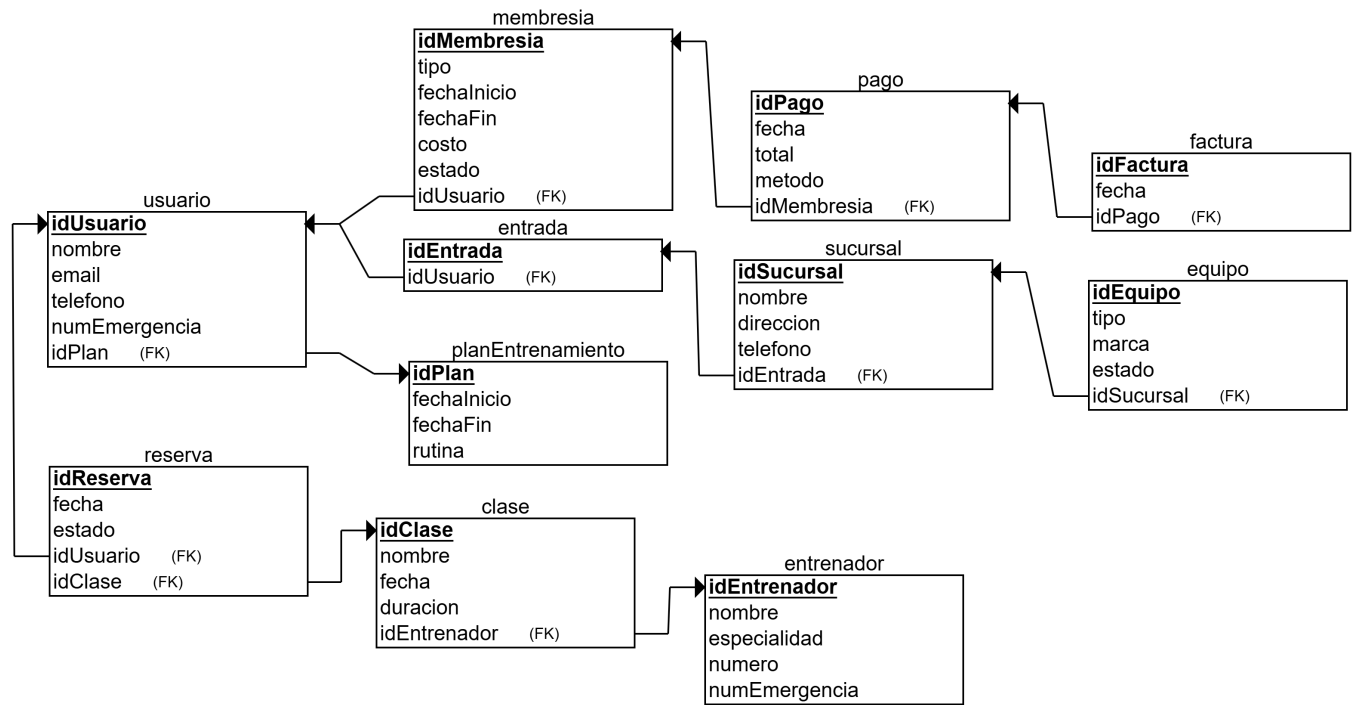 membresia
idMembresia
tipo
fechaInicio
fechaFin
costo
estado
idUsuario (FK)
pago
idPago
fecha
total
metodo
idMembresia (FK)
factura
idFactura
fecha
idPago (FK)
usuario
idUsuario
nombre
email
telefono
numEmergencia
idPlan (FK)
entrada
idEntrada
idUsuario (FK)
sucursal
idSucursal
nombre
direccion
telefono
idEntrada (FK)
equipo
idEquipo
tipo
marca
estado
idSucursal (FK)
planEntrenamiento
idPlan
fechaInicio
fechaFin
rutina
reserva
idReserva
fecha
estado
idUsuario (FK)
idClase (FK)
clase
idClase
nombre
fecha
duracion
idEntrenador (FK)
entrenador
idEntrenador
nombre
especialidad
numero
numEmergencia